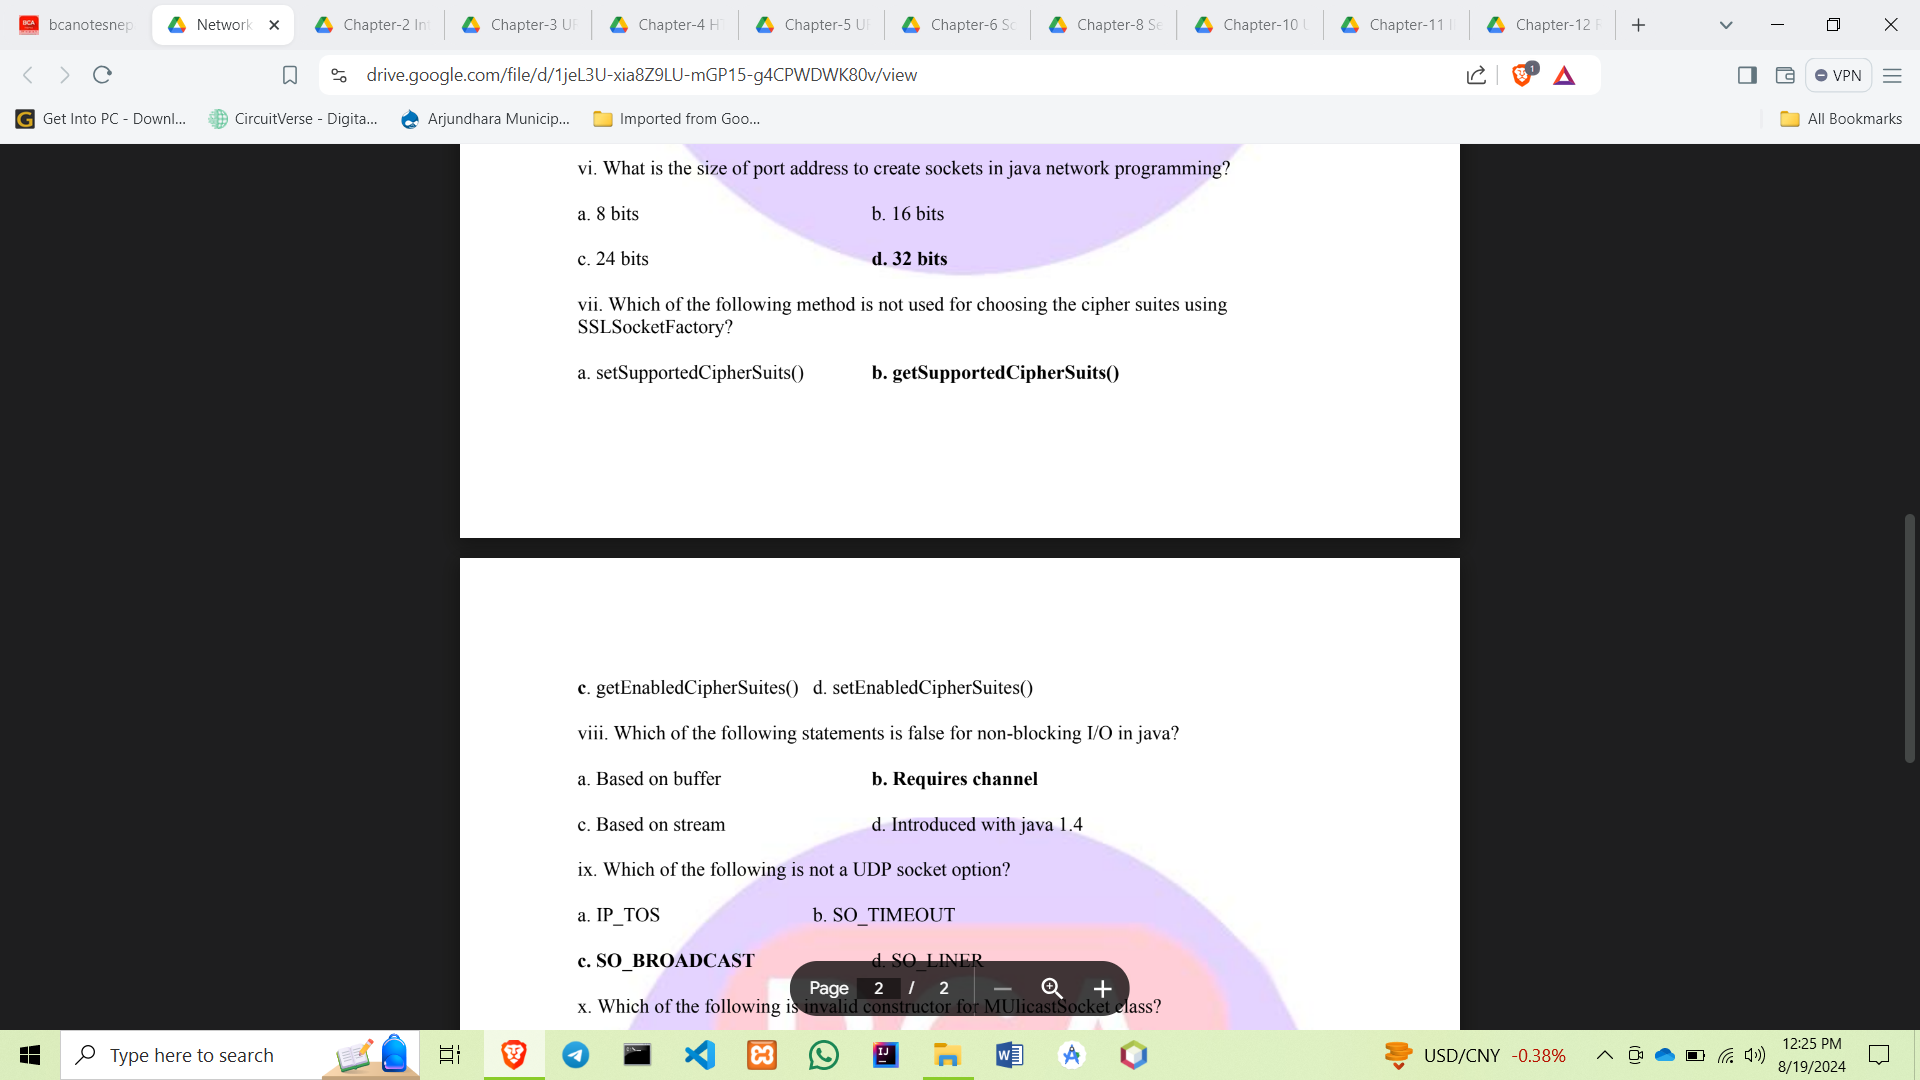 bcanotesnep
Network
Chapter-2 Int
Chapter-3 UR
Chapter-4 HT
Chapter-5 UR
Chapter-6 So
Chapter-8 Se
Chapter-10 U
Chapter-11 I
Chapter-12 R
drive.google.com/file/d/1jeL3U-xia8Z9LU-mGP15-g4CPWDWK80v/view
1
VPN
Get Into PC - Downl...
CircuitVerse - Digita...
Arjundhara Municip...
Imported from Goo...
All Bookmarks
vi. What is the size of port address to create sockets in java network programming?
a. 8 bits b. 16 bits
c. 24 bits d. 32 bits
vii. Which of the following method is not used for choosing the cipher suites using
SSLSocketFactory?
a. setSupportedCipherSuits() b. getSupportedCipherSuits()
c. getEnabledCipherSuites() d. setEnabledCipherSuites()
viii. Which of the following statements is false for non-blocking I/O in java?
a. Based on buffer b. Requires channel
c. Based on stream d. Introduced with java 1.4
ix. Which of the following is not a UDP socket option?
a. IP_TOS b. SO_TIMEOUT
c. SO_BROADCAST d. SO_LINER
Page 2 / 2
x. Which of the following is invalid constructor for MUlicastSocket class?
Type here to search
USD/CNY -0.38%
12:25 PM
8/19/2024